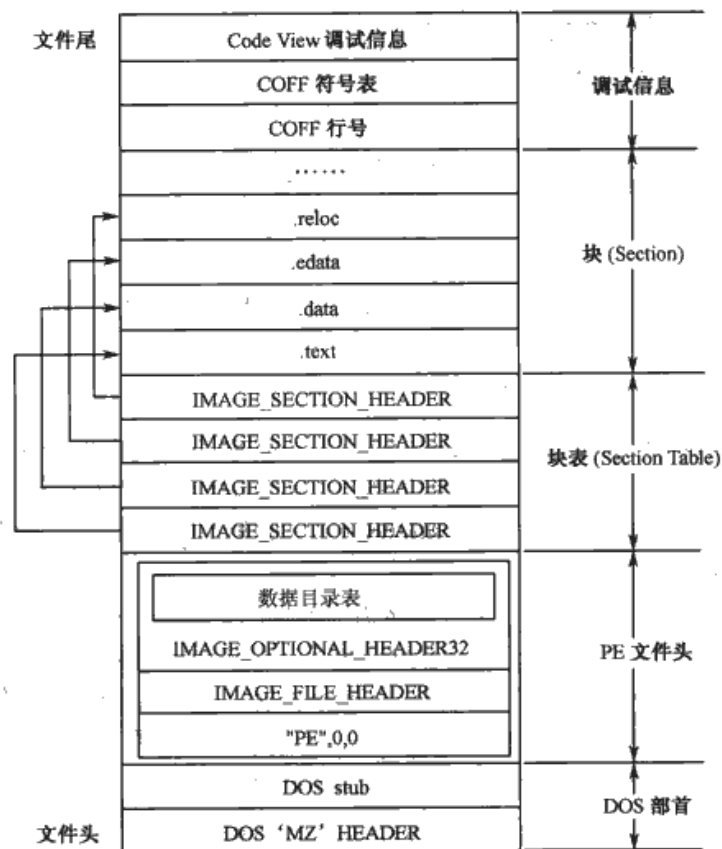 文件尾
Code View 调试信息
COFF 符号表
COFF 行号
调试信息
……
.reloc
.edata
.data
.text
块 (Section)
IMAGE_SECTION_HEADER
IMAGE_SECTION_HEADER
IMAGE_SECTION_HEADER
IMAGE_SECTION_HEADER
块表 (Section Table)
数据目录表
IMAGE_OPTIONAL_HEADER32
IMAGE_FILE_HEADER
"PE",0,0
PE 文件头
DOS stub
DOS 部首
文件头
DOS ‘MZ’ HEADER